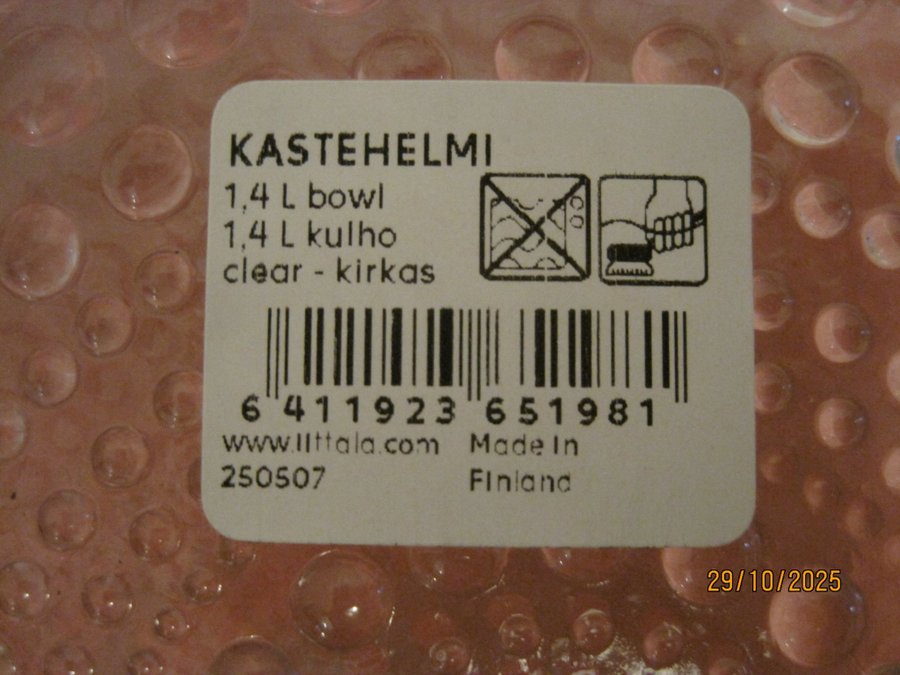 KASTEHELMI
1,4 L bowl
1,4 L kulho
clear - kirkas
6 411923 651981
www.iittala.com Made in
250507 Finland
29/10/2025